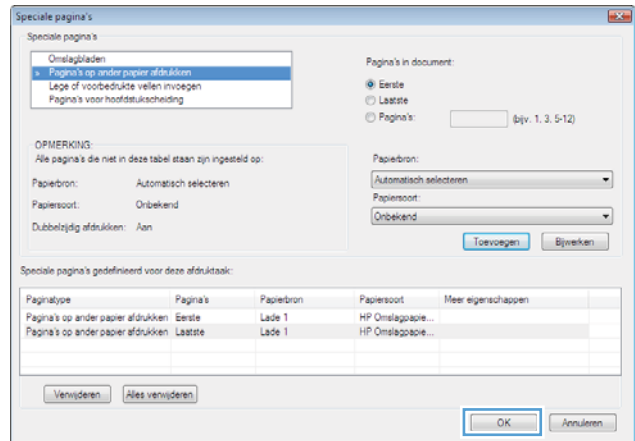 Speciale pagina's
Speciale pagina's
Omslagbladen
» Pagina's op ander papier afdrukken
Lege of voorbedrukte vellen invoegen
Pagina's voor hoofdstukscheiding
Pagina's in document:
Eerste
Laatste
Pagina's: (bijv. 1, 3, 5-12)
OPMERKING:
Alle pagina's die niet in deze tabel staan zijn ingesteld op:
Papierbron: Automatisch selecteren
Papiersoort: Onbekend
Dubbelzijdig afdrukken: Aan
Papierbron:
Automatisch selecteren
Papiersoort:
Onbekend
Toevoegen Bijwerken
Speciale pagina's gedefinieerd voor deze afdruktaak:
Paginatype Pagina's Papierbron Papiersoort Meer eigenschappen
Pagina's op ander papier afdrukken Eerste Lade 1 HP Omslagpapie...
Pagina's op ander papier afdrukken Laatste Lade 1 HP Omslagpapie...
Verwijderen Alles verwijderen
OK Annuleren